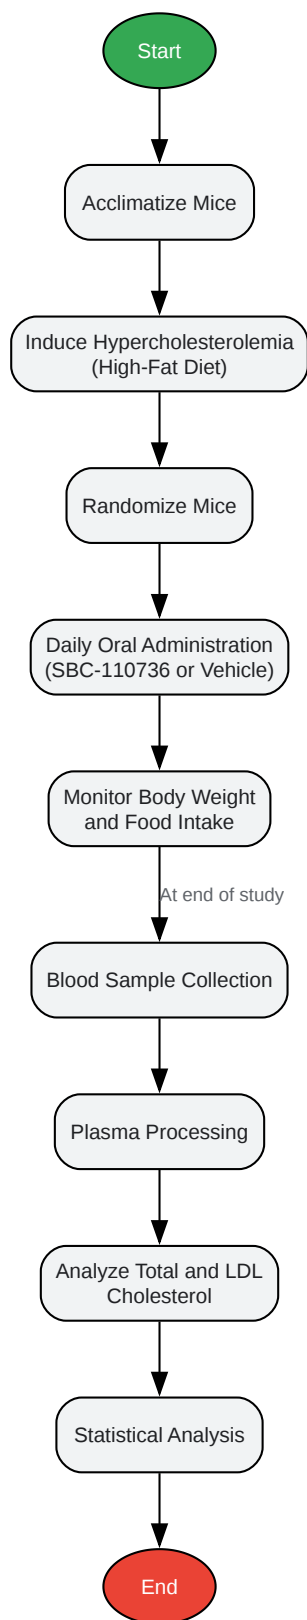 Start
Acclimatize Mice
Induce Hypercholesterolemia
(High-Fat Diet)
Randomize Mice
Daily Oral Administration
(SBC-110736 or Vehicle)
Monitor Body Weight
and Food Intake
At end of study
Blood Sample Collection
Plasma Processing
Analyze Total and LDL
Cholesterol
Statistical Analysis
End